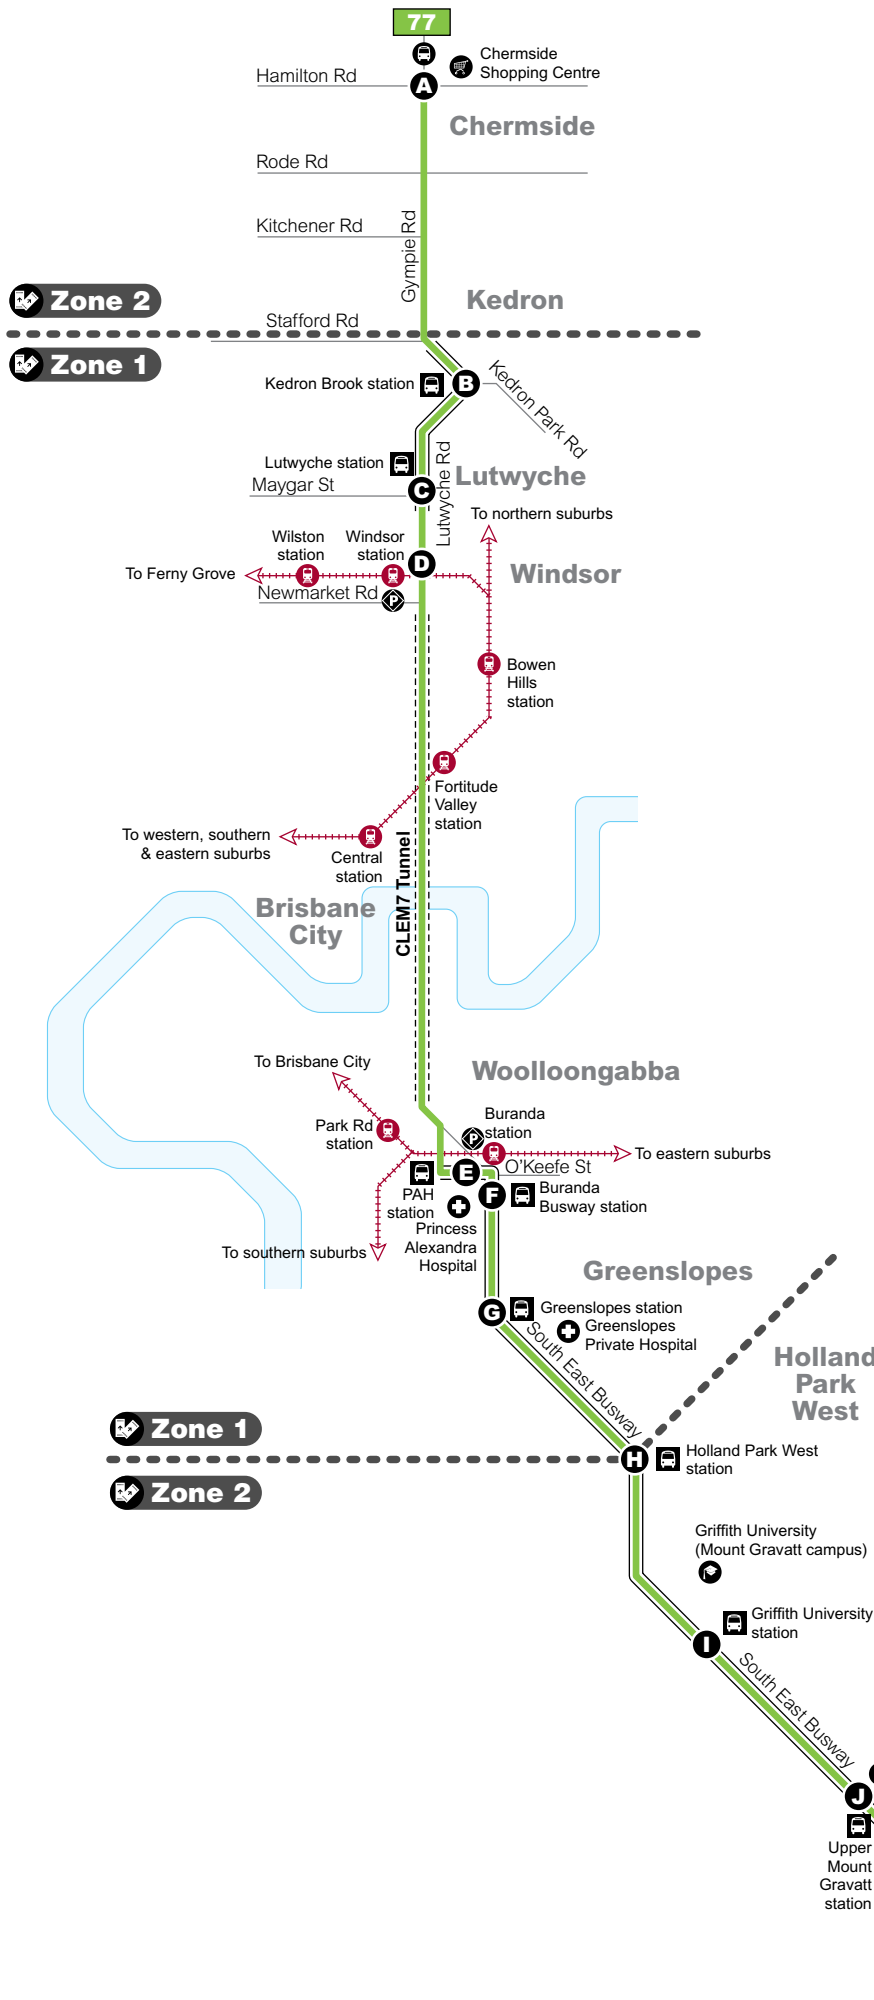 77
Chermside
Shopping Centre
Hamilton Rd
A
Chermside
Rode Rd
Kitchener Rd
Gympie Rd
Zone 2
Kedron
Stafford Rd
Zone 1
Kedron Brook station
B
Kedron Park Rd
Lutwyche station
Lutwyche Rd
Lutwyche
Maygar St
C
To northern suburbs
Wilston
station
Windsor
station
D
To Ferny Grove
Windsor
Newmarket Rd
P
Bowen
Hills
station
Fortitude
Valley
station
To western, southern
& eastern suburbs
Central
station
CLEM7 Tunnel
Brisbane
City
To Brisbane City
Woolloongabba
Park Rd
station
P
Buranda
station
To eastern suburbs
E
O'Keefe St
PAH
station
F
Buranda
Busway station
Princess
Alexandra
Hospital
To southern suburbs
Greenslopes
G
Greenslopes station
Greenslopes
Private Hospital
South East Busway
Holland
Park
West
Zone 1
H
Holland Park West
station
Zone 2
Griffith University
(Mount Gravatt campus)
Griffith University
station
I
South East Busway
J
Upper
Mount
Gravatt
station